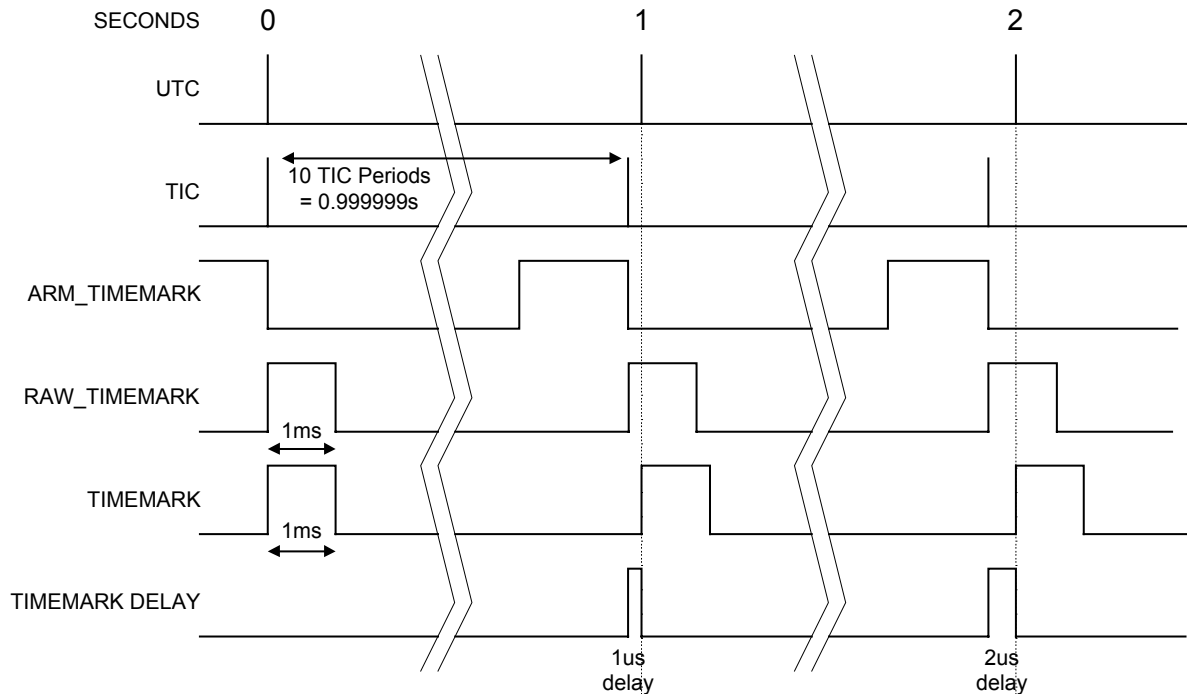 SECONDS 0 1 2
UTC
TIC
10 TIC Periods
= 0.999999s
ARM_TIMEMARK
RAW_TIMEMARK
1ms
TIMEMARK
1ms
TIMEMARK DELAY
1us
delay
2us
delay